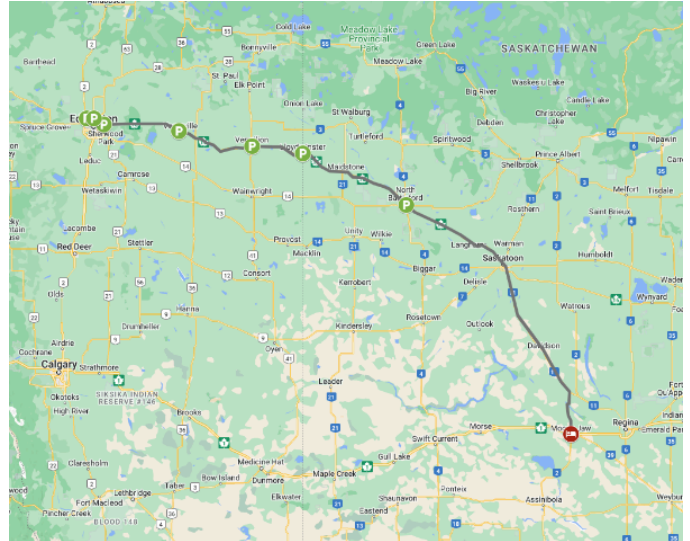 Cold Lake
Meadow Lake
Provincial
Park
Green Lake
SASKATCHEWAN
Barrhead
Bonnyville
Meadow Lake
Waskesiu Lake
St. Paul
Elk Point
Big River
Candle Lake
Onion Lake
St Walburg
Debden
Christopher
Lake
Spruce Grove
Sherwood
Park
Turtleford
Spiritwood
Nipawin
Leduc
Maidstone
Shellbrook
Prince Albert
Camrose
Wetaskiwin
Wainwright
North
Melfort
Tisdale
Rosthern
Saint Brieux
Lacombe
Unity
Wilkie
Provost
Macklin
Langham
Warman
Humboldt
Red Deer
Stettler
Saskatoon
Consort
Biggar
Delisle
Wadena
Olds
Kerrobert
Watrous
Wynyard
Hanna
Rosetown
Drumheller
Kindersley
Outlook
Airdrie
Oyen
Davidson
Cochrane
Calgary
Strathmore
Leader
Okotoks
SIKSIKA INDIAN
RESERVE #146
High River
Brooks
Morse
Regina
Emerald Park
Swift Current
Gull Lake
Claresholm
Medicine Hat
Dunmore
Taber
Bow Island
Maple Creek
Ponteix
Lethbridge
Fort Macleod
Elkwater
Shaunavon
Assiniboia
Weyburn
Pincher Creek
BLOOD 148
Eastend